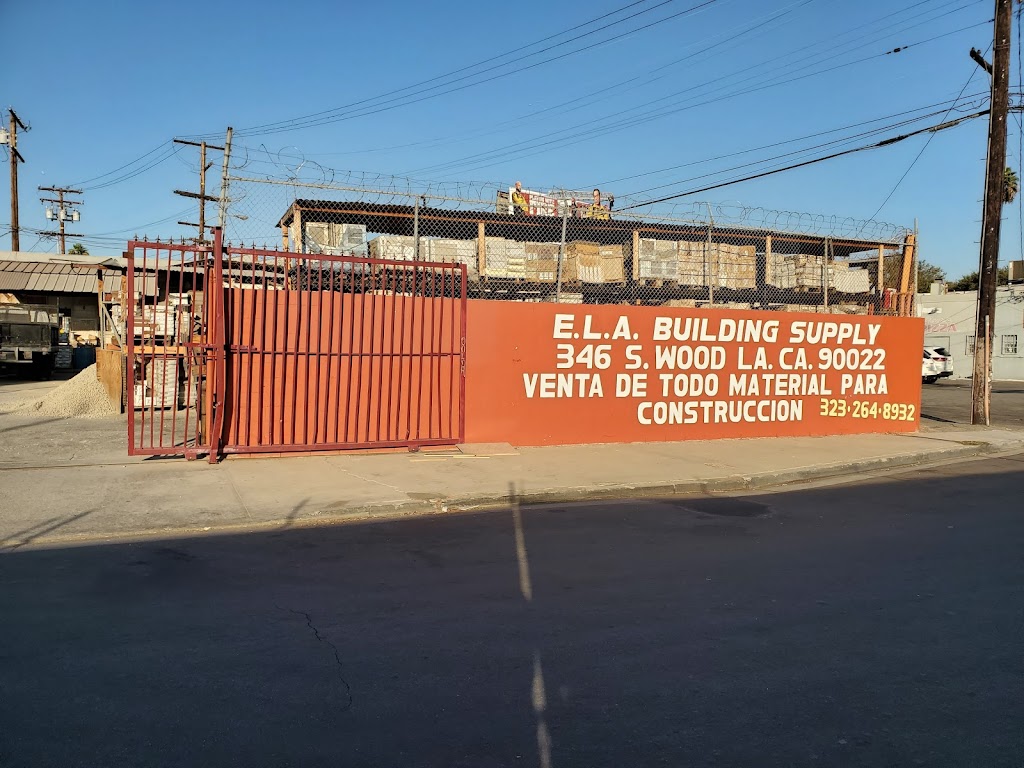 E.L.A. BUILDING SUPPLY
346 S. WOOD LA. CA. 90022
VENTA DE TODO MATERIAL PARA
CONSTRUCCION 323·264·8932